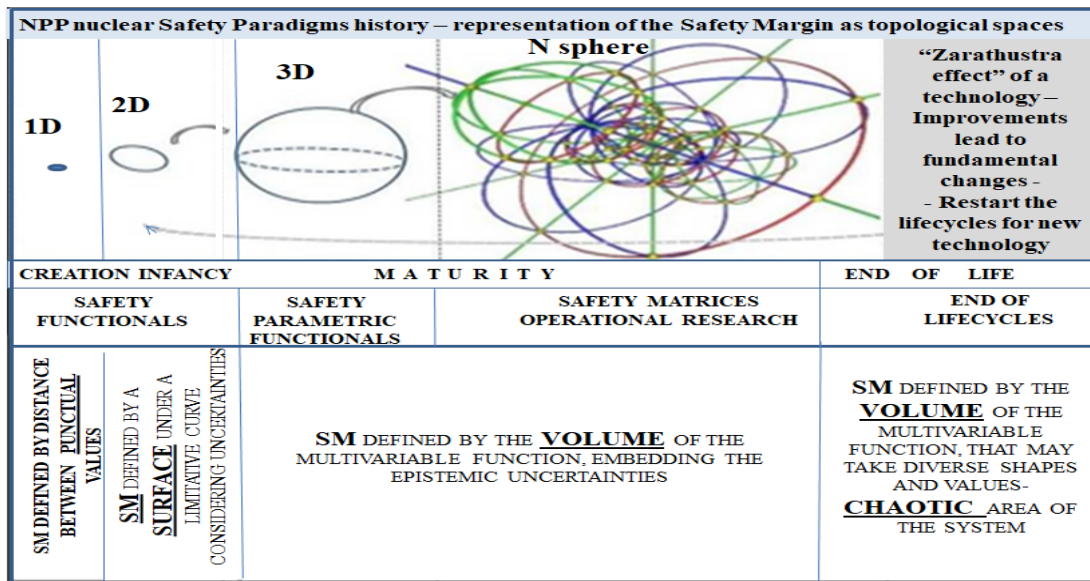 NPP nuclear Safety Paradigms history – representation of the Safety Margin as topological spaces
1D
2D
3D
N sphere
“Zarathustra
effect” of a
technology –
Improvements
lead to
fundamental
changes -
- Restart the
lifecycles for new
technology
CREATION INFANCY
M A T U R I T Y
END OF LIFE
SAFETY
FUNCTIONALS
SAFETY
PARAMETRIC
FUNCTIONALS
SAFETY MATRICES
OPERATIONAL RESEARCH
END OF
LIFECYCLES
SM DEFINED BY DISTANCE
BETWEEN PUNCTUAL
VALUES
SM DEFINED BY A
SURFACE UNDER A
LIMITATIVE CURVE
CONSIDERING UNCERTAINTIES
SM DEFINED BY THE VOLUME OF THE
MULTIVARIABLE FUNCTION, EMBEDDING THE
EPISTEMIC UNCERTAINTIES
SM DEFINED BY THE
VOLUME OF THE
MULTIVARIABLE
FUNCTION, THAT MAY
TAKE DIVERSE SHAPES
AND VALUES-
CHAOTIC AREA OF
THE SYSTEM